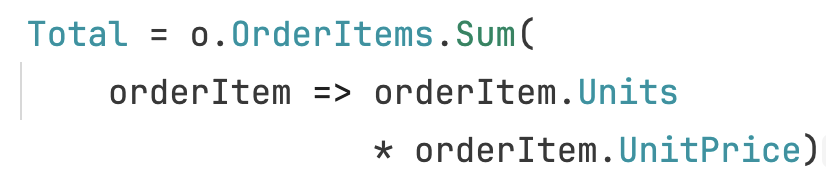 Total = o.OrderItems.Sum(
orderItem => orderItem.Units
* orderItem.UnitPrice)